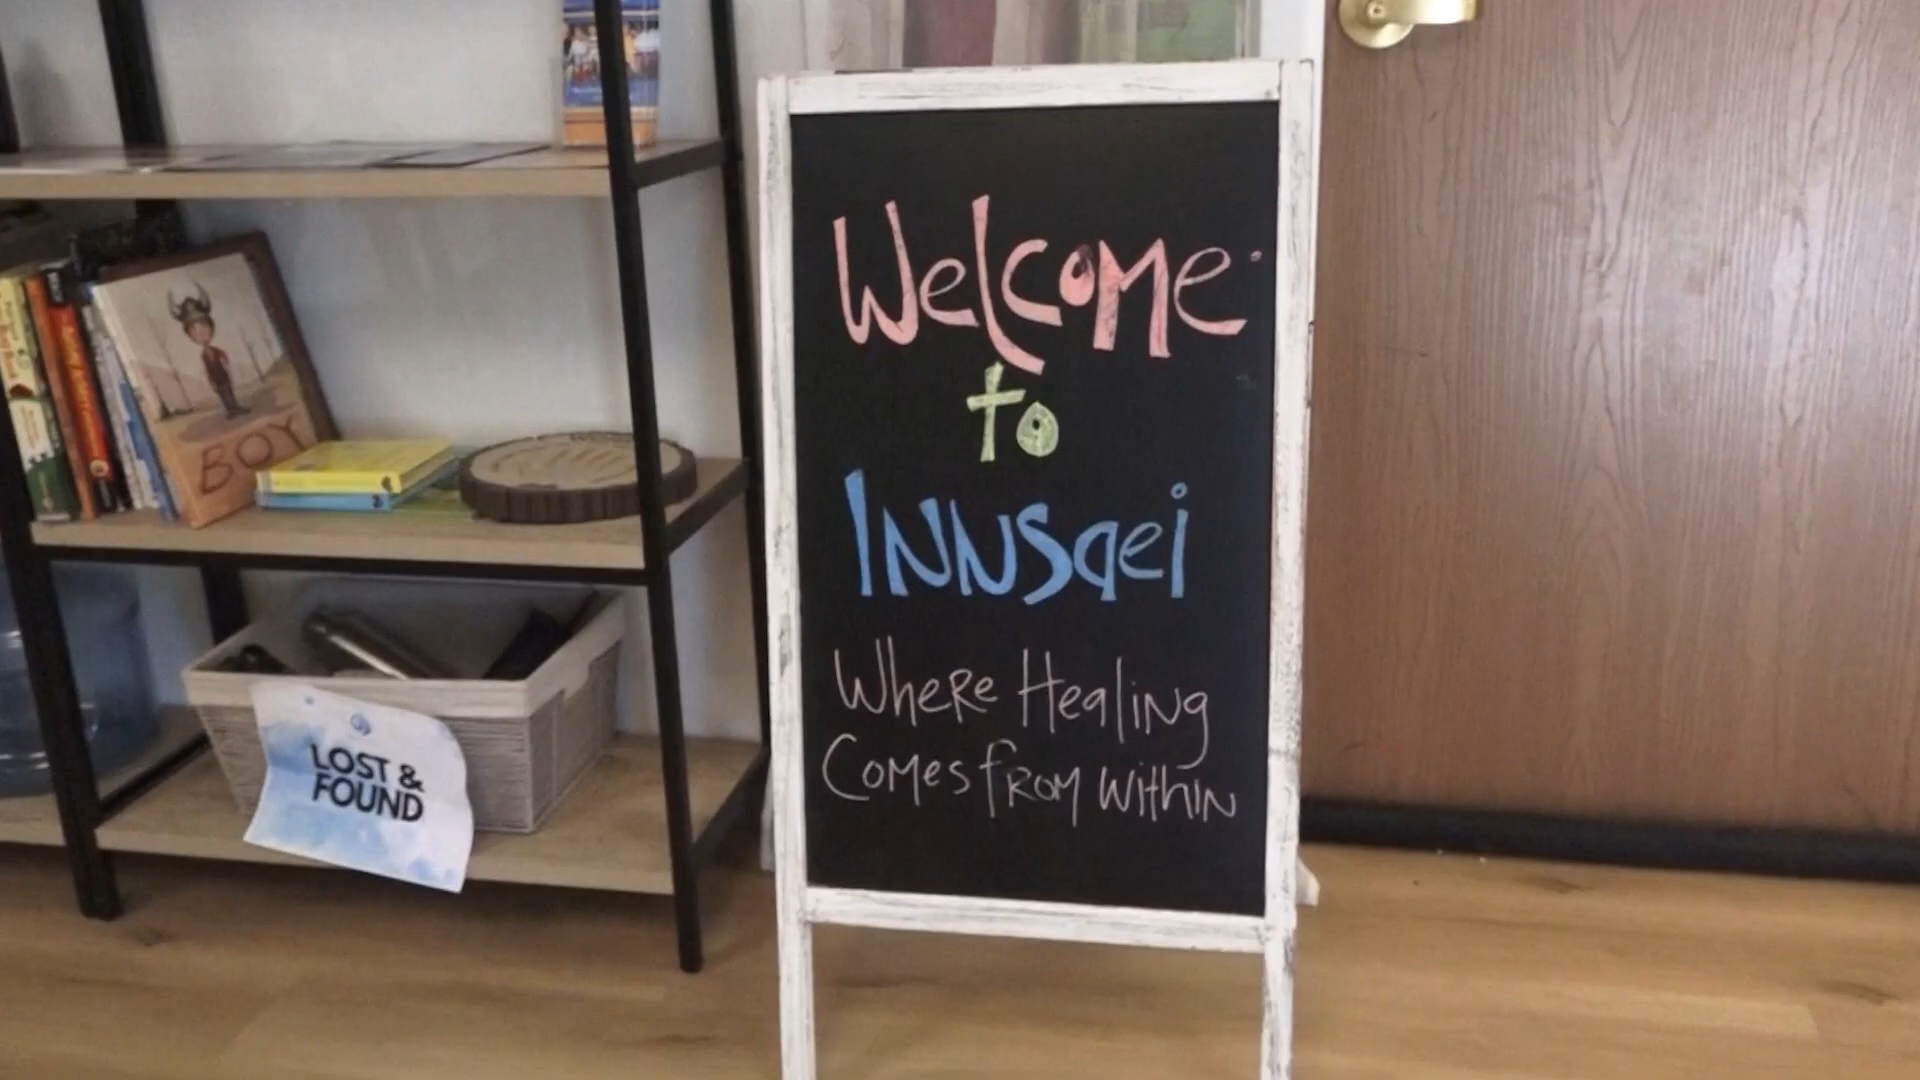 Welcome
to
INNSaei
Where Healing
Comes from within
BOY
LOST &
FOUND